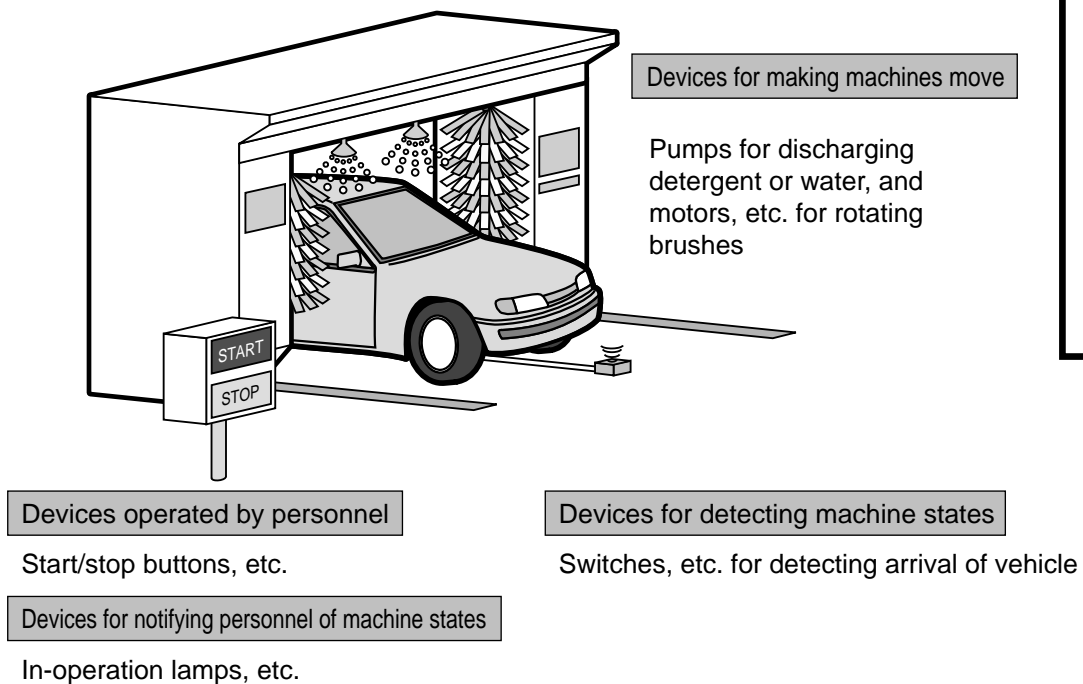 Devices for making machines move
Pumps for discharging
detergent or water, and
motors, etc. for rotating
brushes
START
STOP
Devices operated by personnel
Start/stop buttons, etc.
Devices for detecting machine states
Switches, etc. for detecting arrival of vehicle
Devices for notifying personnel of machine states
In-operation lamps, etc.